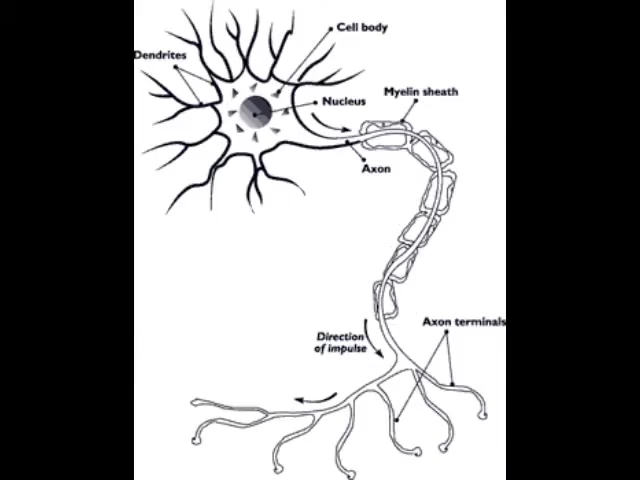 Cell body
Dendrites
Myelin sheath
Nucleus
Axon
Axon terminals
Direction
of impulse